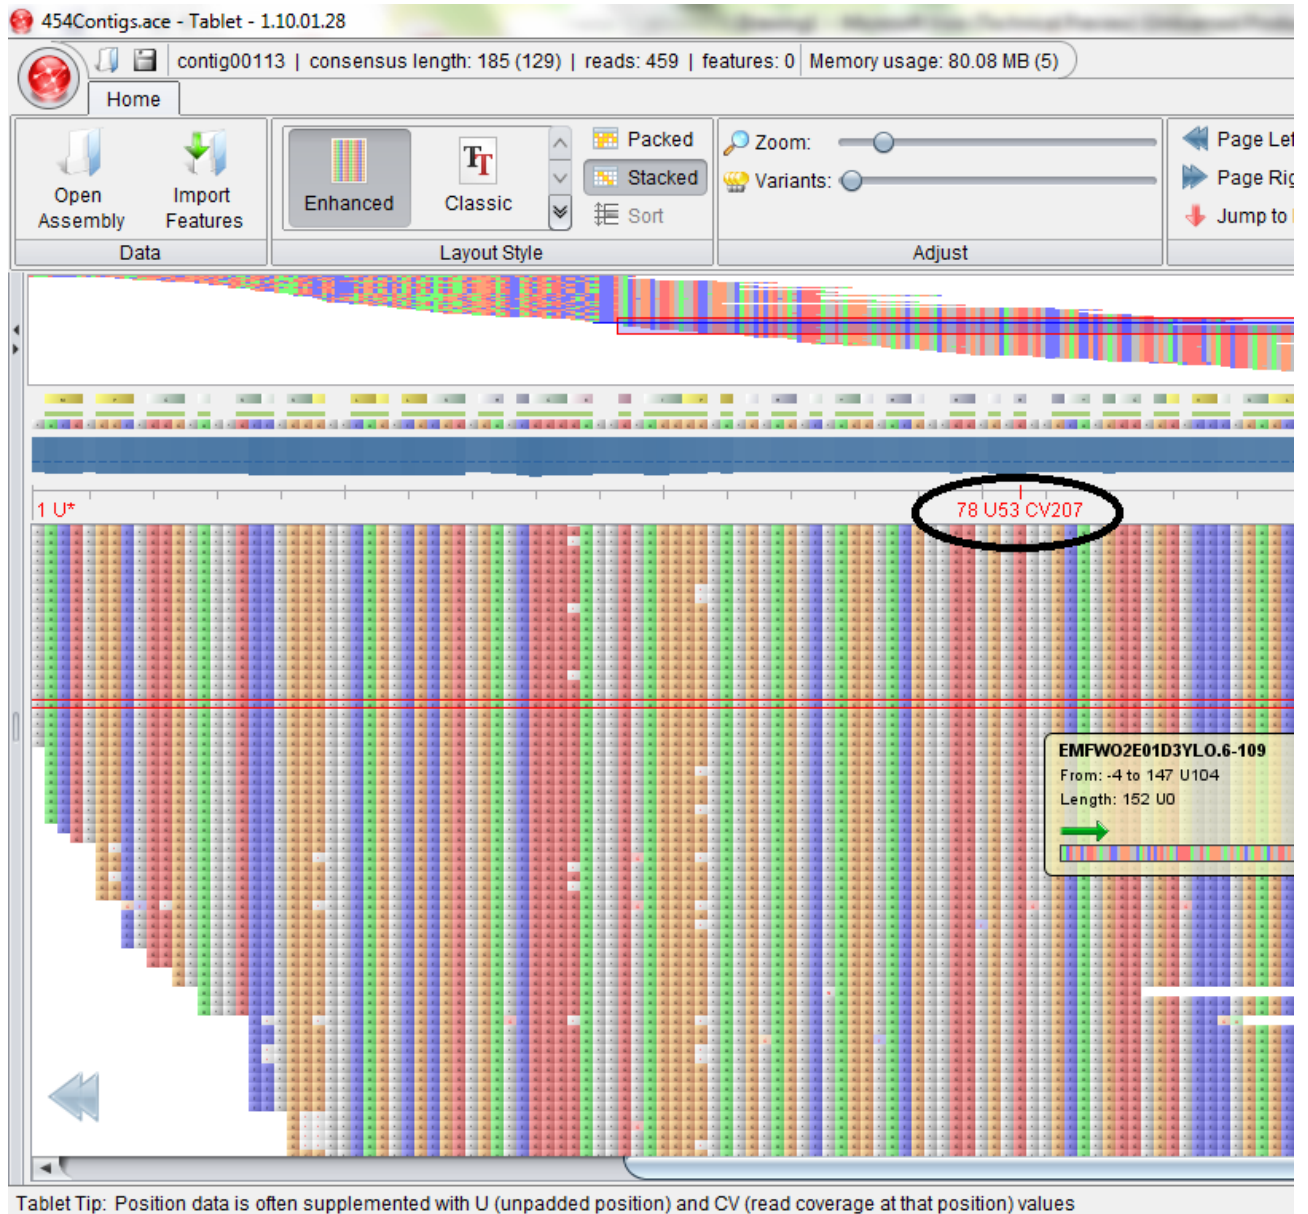 454Contigs.ace - Tablet - 1.10.01.28
contig00113 | consensus length: 185 (129) | reads: 459 | features: 0 Memory usage: 80.08 MB (5)
Home
Open Assembly
Import Features
Enhanced
Classic
Packed
Stacked
Sort
Zoom:
Variants:
Page Lef
Page Rig
Jump to
Data
Layout Style
Adjust
1 U*
78 U53 CV207
EMFWO2E01D3YLO.6-109
From: -4 to 147 U104
Length: 152 U0
Tablet Tip: Position data is often supplemented with U (unpadded position) and CV (read coverage at that position) values